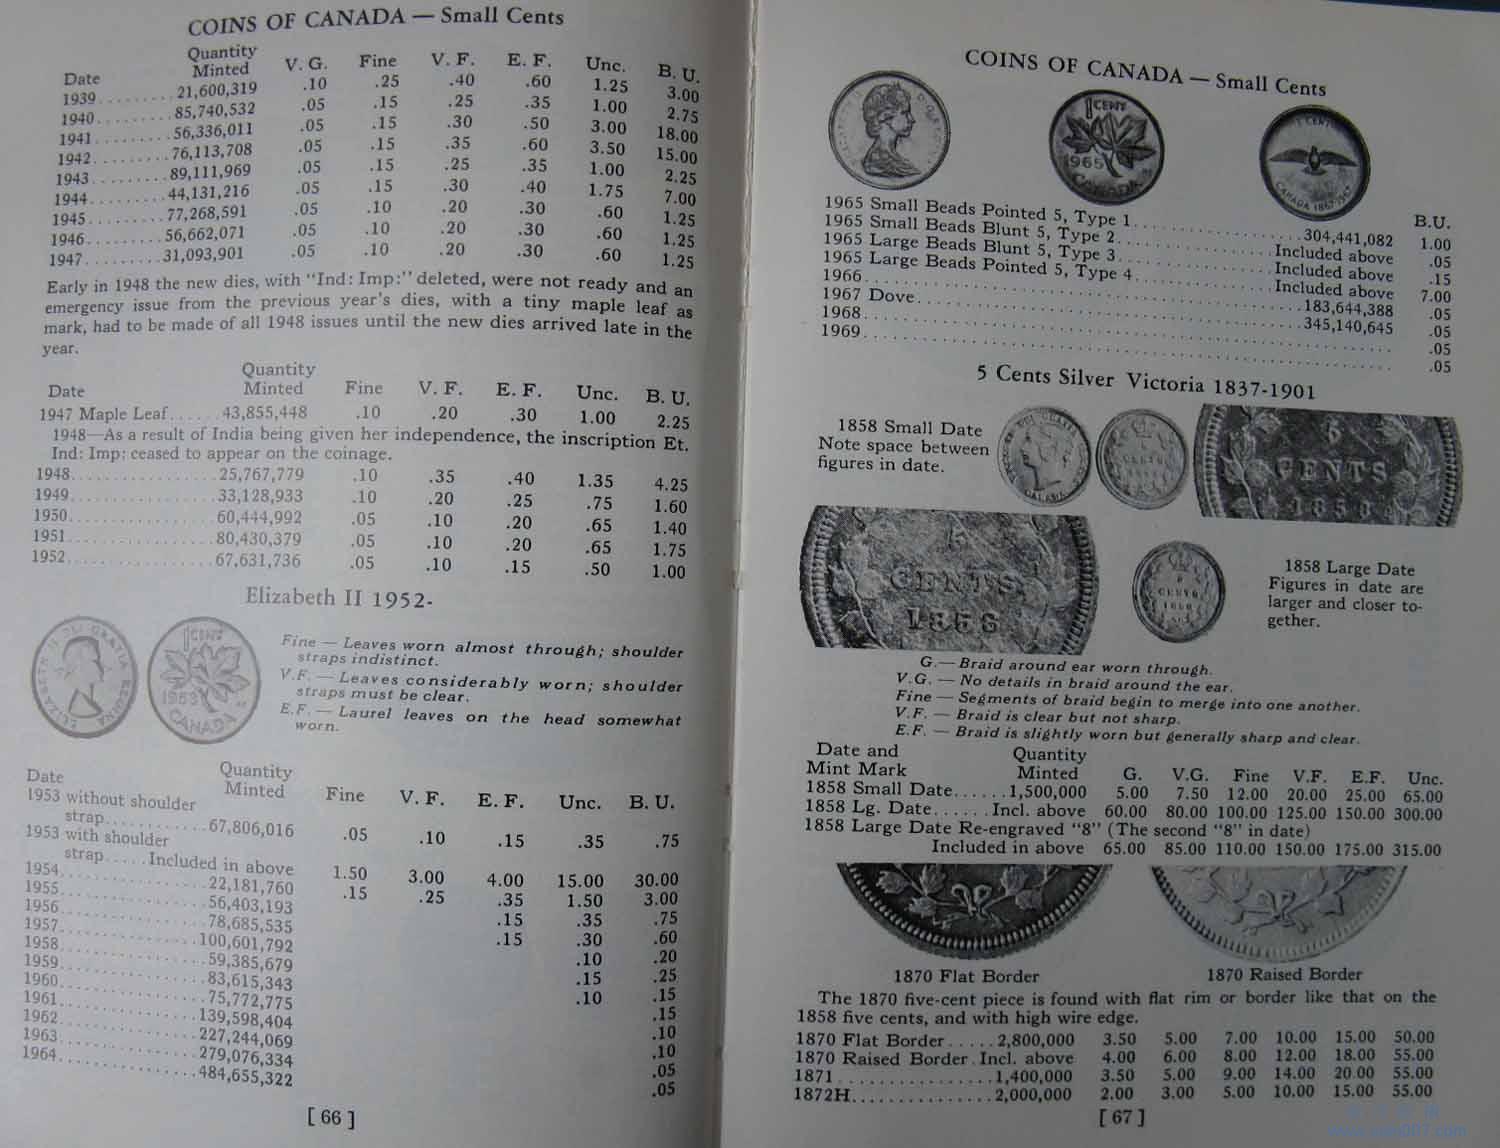 COINS OF CANADA — Small Cents
Date Quantity Minted V. G. Fine V. F. E. F. Unc. B. U.
1939......... 21,600,319 .10 .25 .40 .60 1.25 3.00
1940......... 85,740,532 .05 .15 .25 .35 1.00 2.75
1941......... 56,336,011 .05 .15 .30 .50 3.00 18.00
1942......... 76,113,708 .05 .15 .35 .60 3.50 15.00
1943......... 89,111,969 .05 .15 .25 .35 1.00 2.25
1944......... 44,131,216 .05 .15 .30 .40 1.75 7.00
1945......... 77,268,591 .05 .10 .20 .30 .60 1.25
1946......... 56,662,071 .05 .10 .20 .30 .60 1.25
1947......... 31,093,901 .05 .10 .20 .30 .60 1.25
Early in 1948 the new dies, with "Ind: Imp:" deleted, were not ready and an
emergency issue from the previous year's dies, with a tiny maple leaf as
mark, had to be made of all 1948 issues until the new dies arrived late in the
year.
Date Quantity Minted Fine V. F. E. F. Unc. B. U.
1947 Maple Leaf...... 43,855,448 .10 .20 .30 1.00 2.25
1948—As a result of India being given her independence, the inscription Et.
Ind: Imp: ceased to appear on the coinage.
1948............... 25,767,779 .10 .35 .40 1.35 4.25
1949............... 33,128,933 .10 .20 .25 .75 1.60
1950............... 60,444,992 .05 .10 .20 .65 1.40
1951............... 80,430,379 .05 .10 .20 .65 1.75
1952............... 67,631,736 .05 .10 .15 .50 1.00
Elizabeth II 1952-
ELIZABETH II DEI GRATIA REGINA
1 CENT
1953
CANADA
Fine — Leaves worn almost through; shoulder
straps indistinct.
V.F. — Leaves considerably worn; shoulder
straps must be clear.
E.F. — Laurel leaves on the head somewhat
worn.
Date Quantity Minted Fine V. F. E. F. Unc. B. U.
1953 without shoulder
strap............ 67,806,016 .05 .10 .15 .35 .75
1953 with shoulder
strap..... Included in above 1.50 3.00 4.00 15.00 30.00
1954............... 22,181,760 .15 .25 .35 1.50 3.00
1955............... 56,403,193 .15 .35 .75
1956............... 78,685,535 .15 .30 .60
1957............... 100,601,792 .10 .20
1958............... 59,385,679 .15 .25
1959............... 83,615,343 .10 .15
1960............... 75,772,775 .15
1961............... 139,598,404 .10
1962............... 227,244,069 .10
1963............... 279,076,334 .05
1964............... 484,655,322 .05
[ 66 ]
COINS OF CANADA — Small Cents
1 CENT
1965
CANADA
1 CENT
CANADA 1867-1967
B.U.
1965 Small Beads Pointed 5, Type 1............... 304,441,082 1.00
1965 Small Beads Blunt 5, Type 2............... Included above .05
1965 Large Beads Blunt 5, Type 3............... Included above .15
1965 Large Beads Pointed 5, Type 4............... Included above 7.00
1966............... 183,644,388 .05
1967 Dove............... 345,140,645 .05
1968............... .05
1969............... .05
5 Cents Silver Victoria 1837-1901
1858 Small Date
Note space between
figures in date.
5
CENTS
1858
5
CENTS
1858
1858 Large Date
Figures in date are
larger and closer to-
gether.
G.— Braid around ear worn through.
V.G. — No details in braid around the ear.
Fine — Segments of braid begin to merge into one another.
V.F. — Braid is clear but not sharp.
E.F. — Braid is slightly worn but generally sharp and clear.
Date and Mint Mark Quantity Minted G. V.G. Fine V.F. E.F. Unc.
1858 Small Date...... 1,500,000 5.00 7.50 12.00 20.00 25.00 65.00
1858 Lg. Date...... Incl. above 60.00 80.00 100.00 125.00 150.00 300.00
1858 Large Date Re-engraved "8" (The second "8" in date)
Included in above 65.00 85.00 110.00 150.00 175.00 315.00
1870 Flat Border
1870 Raised Border
The 1870 five-cent piece is found with flat rim or border like that on the
1858 five cents, and with high wire edge.
1870 Flat Border..... 2,800,000 3.50 5.00 7.00 10.00 15.00 50.00
1870 Raised Border. Incl. above 4.00 6.00 8.00 12.00 18.00 55.00
1871............... 1,400,000 3.50 5.00 9.00 14.00 20.00 55.00
1872H............... 2,000,000 2.00 3.00 5.00 10.00 15.00 55.00
[ 67 ]